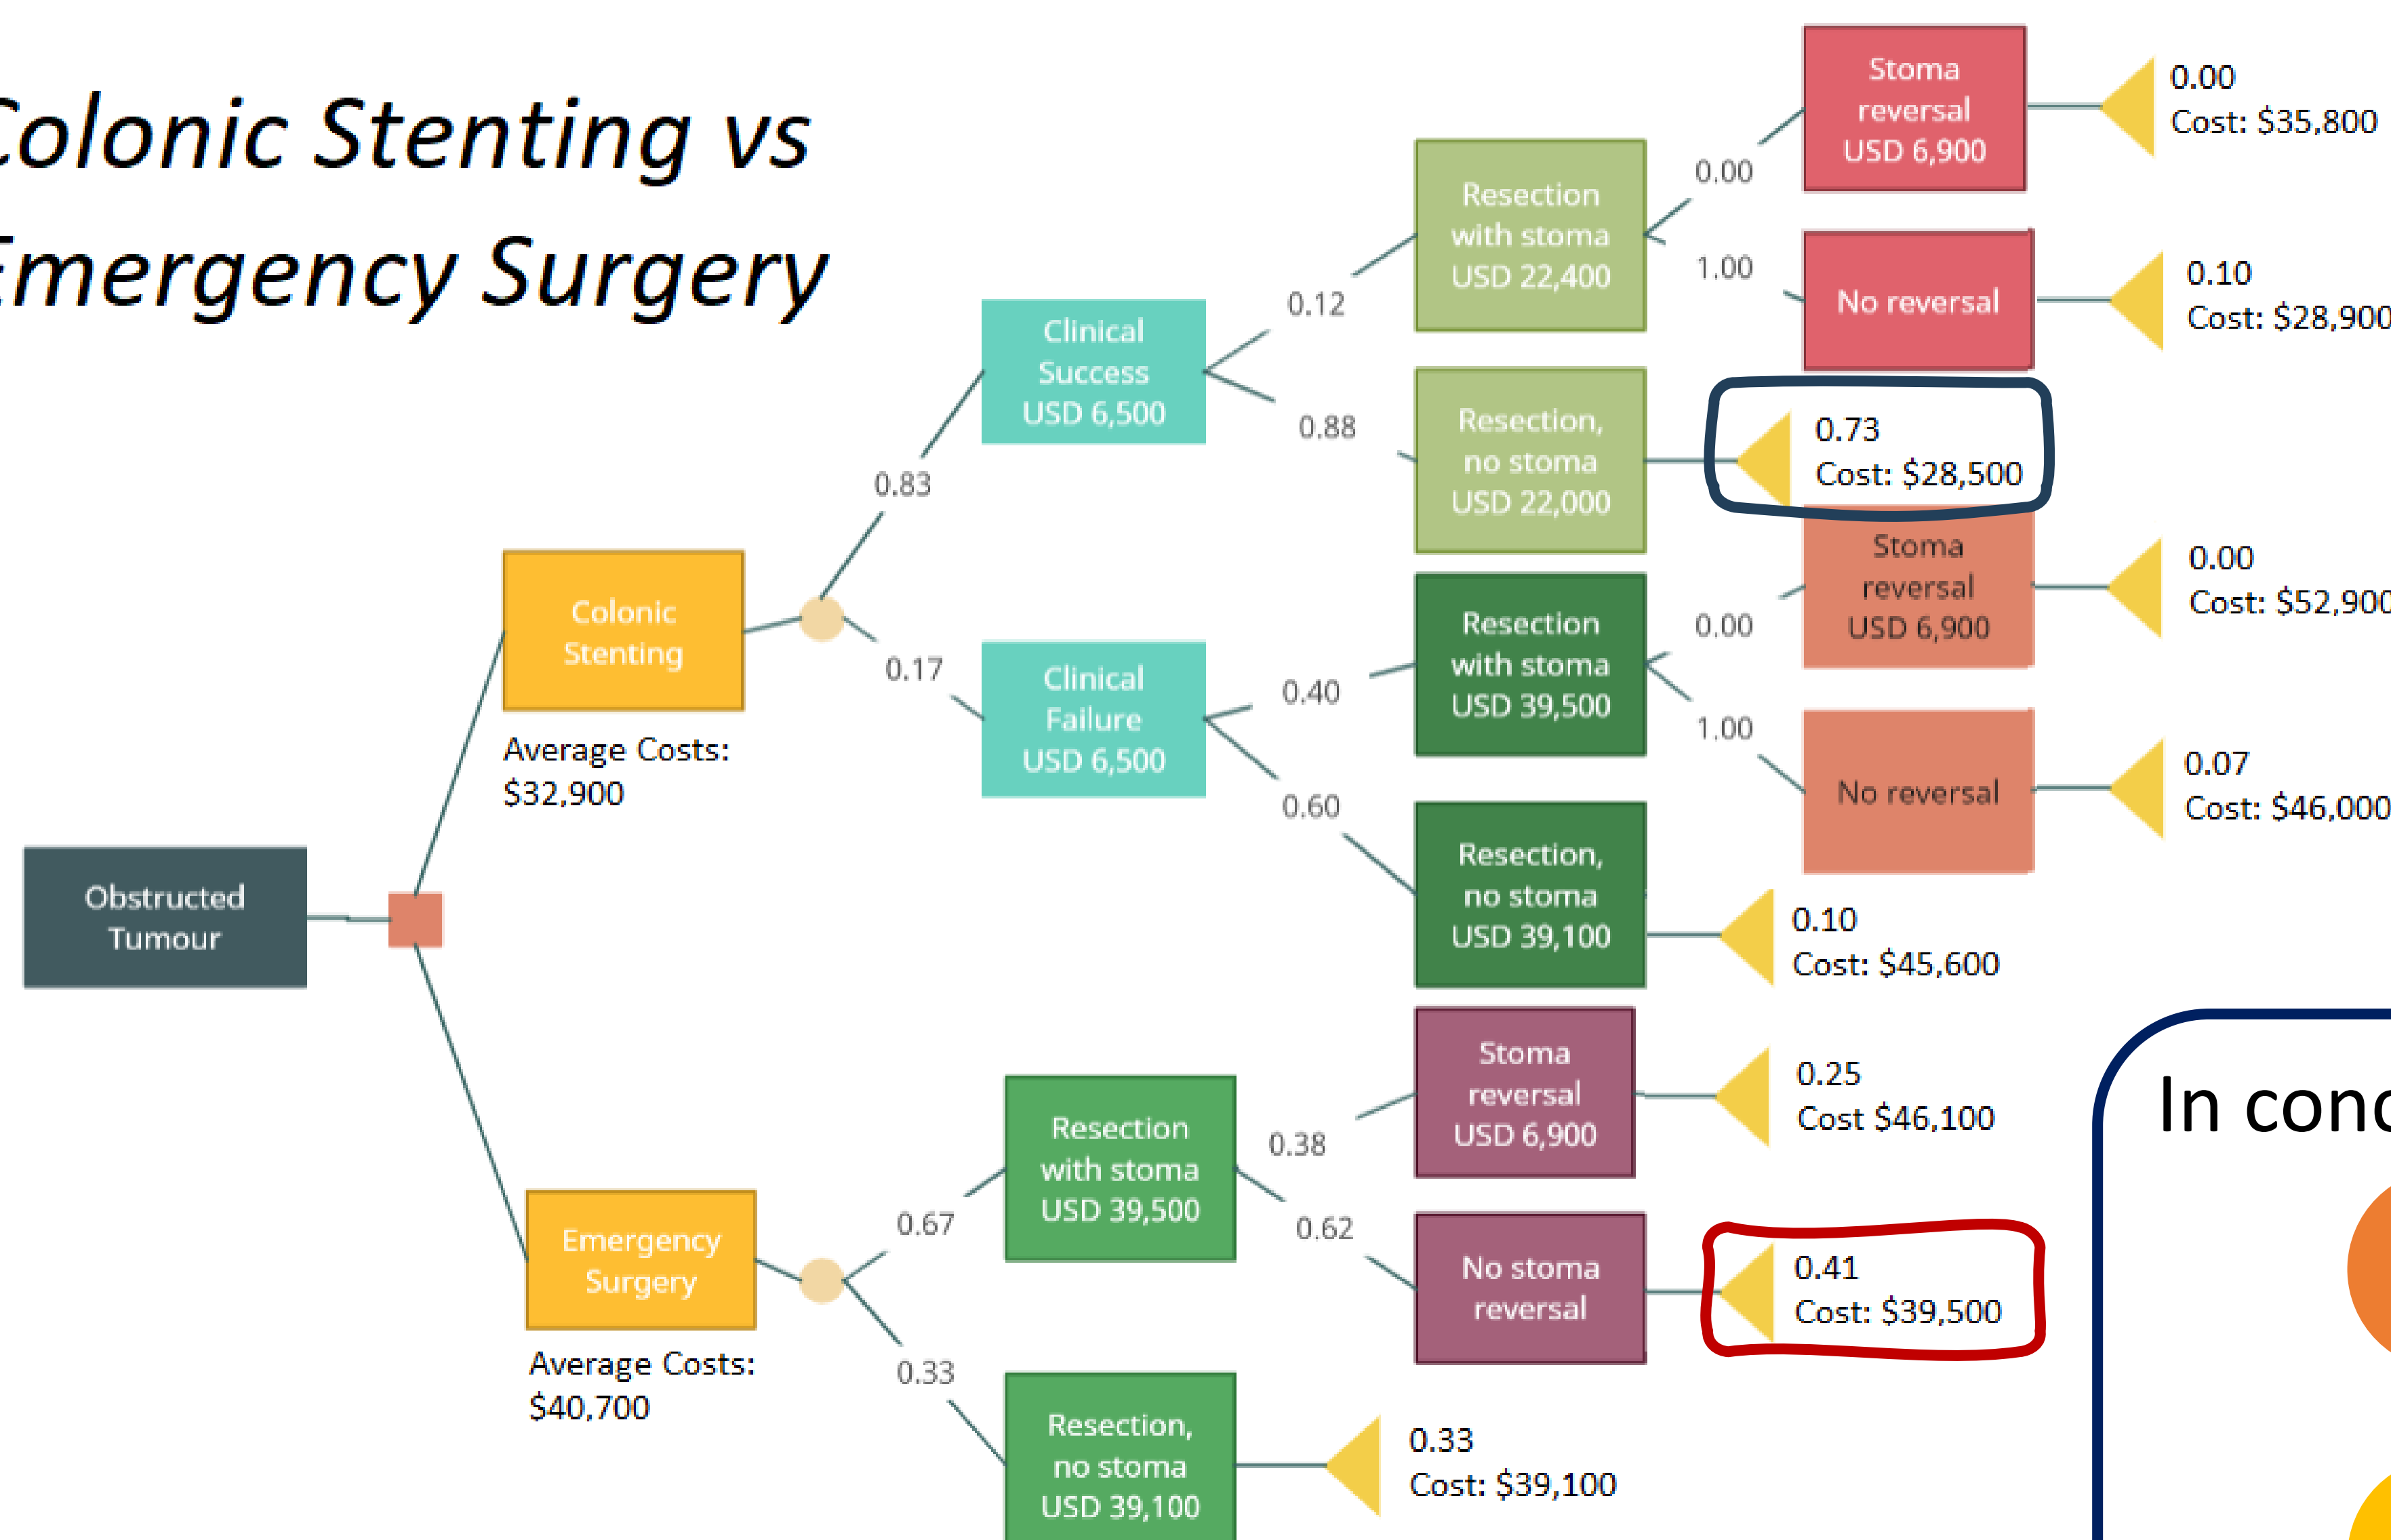 Colonic Stenting vs
Emergency Surgery
Obstructed
Tumour
Colonic
Stenting
Average Costs:
$32,900
0.83
0.17
Clinical
Success
USD 6,500
0.12
0.88
Resection
with stoma
USD 22,400
0.00
1.00
Stoma
reversal
USD 6,900
0.00
Cost: $35,800
No reversal
0.10
Cost: $28,900
Resection,
no stoma
USD 22,000
0.73
Cost: $28,500
Clinical
Failure
USD 6,500
0.40
0.60
Resection
with stoma
USD 39,500
0.00
1.00
Stoma
reversal
USD 6,900
0.00
Cost: $52,900
No reversal
0.07
Cost: $46,000
Resection,
no stoma
USD 39,100
0.10
Cost: $45,600
Emergency
Surgery
Average Costs:
$40,700
0.67
0.33
Resection
with stoma
USD 39,500
0.38
0.62
Stoma
reversal
USD 6,900
0.25
Cost $46,100
No stoma
reversal
0.41
Cost: $39,500
Resection,
no stoma
USD 39,100
0.33
Cost: $39,100
In